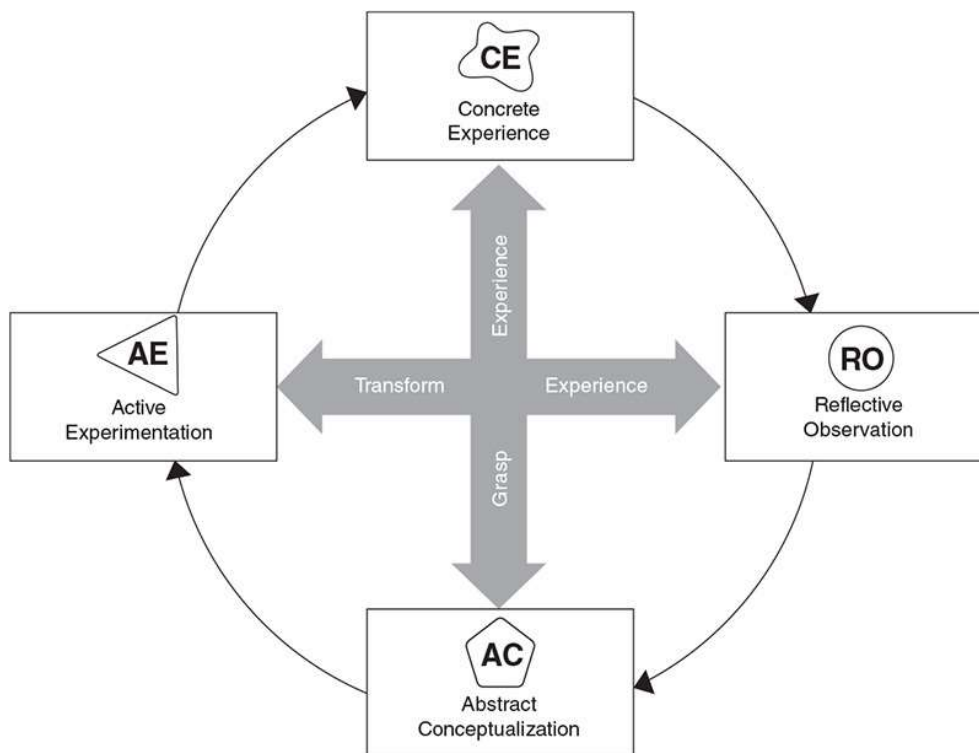 CE
Concrete
Experience
Experience
AE
Active
Experimentation
Transform
Experience
RO
Reflective
Observation
Grasp
AC
Abstract
Conceptualization